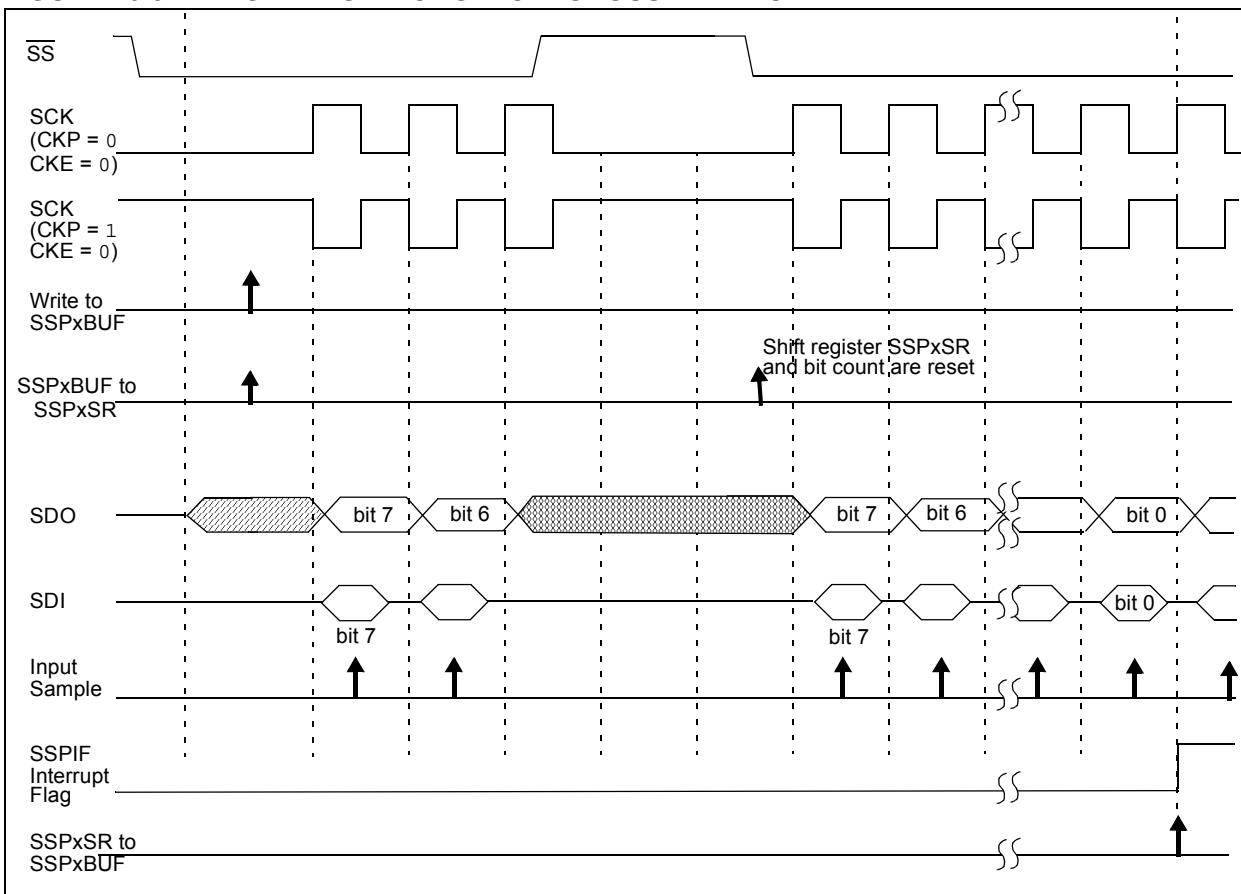 SS
SCK
(CKP = 0
CKE = 0)
SCK
(CKP = 1
CKE = 0)
Write to
SSPxBUF
Shift register SSPxSR
and bit count are reset
SSPxBUF to
SSPxSR
SDO
bit 7
bit 6
bit 7
bit 6
bit 0
SDI
bit 0
bit 7
bit 7
Input
Sample
SSPIF
Interrupt
Flag
SSPxSR to
SSPxBUF